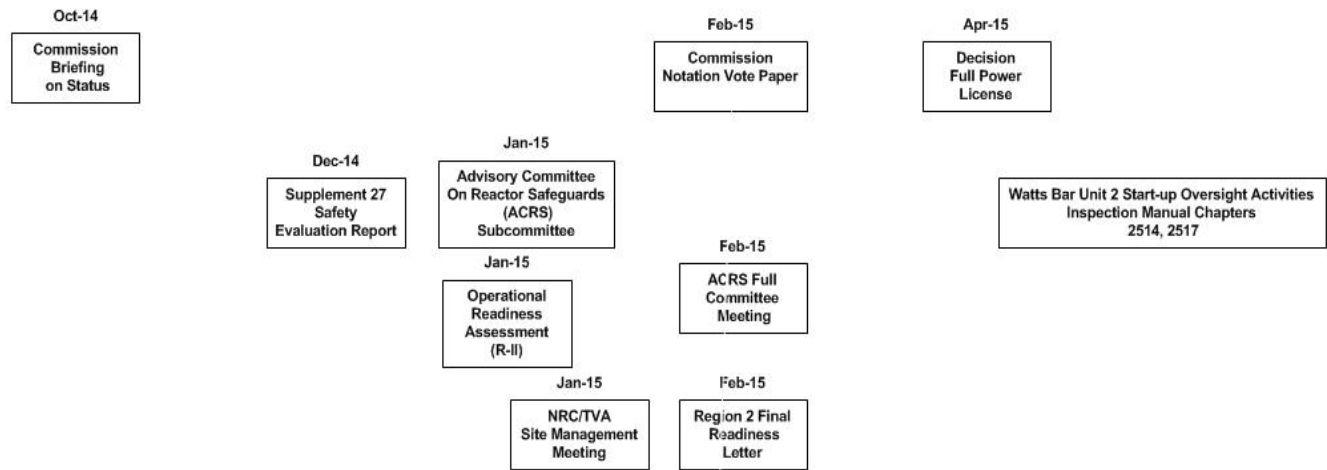 Oct-14
Commission
Briefing
on Status
Feb-15
Commission
Notation Vote Paper
Apr-15
Decision
Full Power
License
Dec-14
Supplement 27
Safety
Evaluation Report
Jan-15
Advisory Committee
On Reactor Safeguards
(ACRS)
Subcommittee
Watts Bar Unit 2 Start-up Oversight Activities
Inspection Manual Chapters
2514, 2517
Jan-15
Operational
Readiness
Assessment
(R-II)
Feb-15
ACRS Full
Committee
Meeting
Jan-15
NRC/TVA
Site Management
Meeting
Feb-15
Region 2 Final
Readiness
Letter